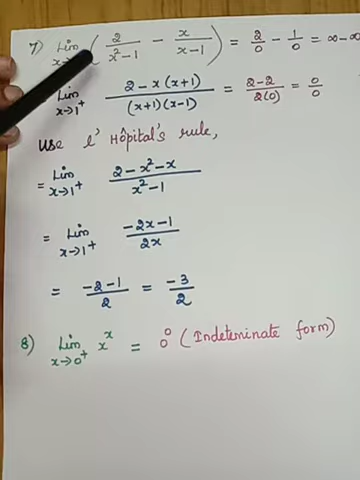 7) Lim x→ ( 2/(x²-1) - x/(x-1) ) = 2/0 - 1/0 = ∞-∞
= Lim x→1⁺ (2-x(x+1))/((x+1)(x-1)) = (2-2)/(2(0)) = 0/0
use l' Hôpital's rule,
= Lim x→1⁺ (2-x²-x)/(x²-1)
= Lim x→1⁺ (-2x-1)/(2x)
= (-2-1)/2 = -3/2
8) Lim x→0⁺ xˣ = 0⁰ (Indeteminate form)